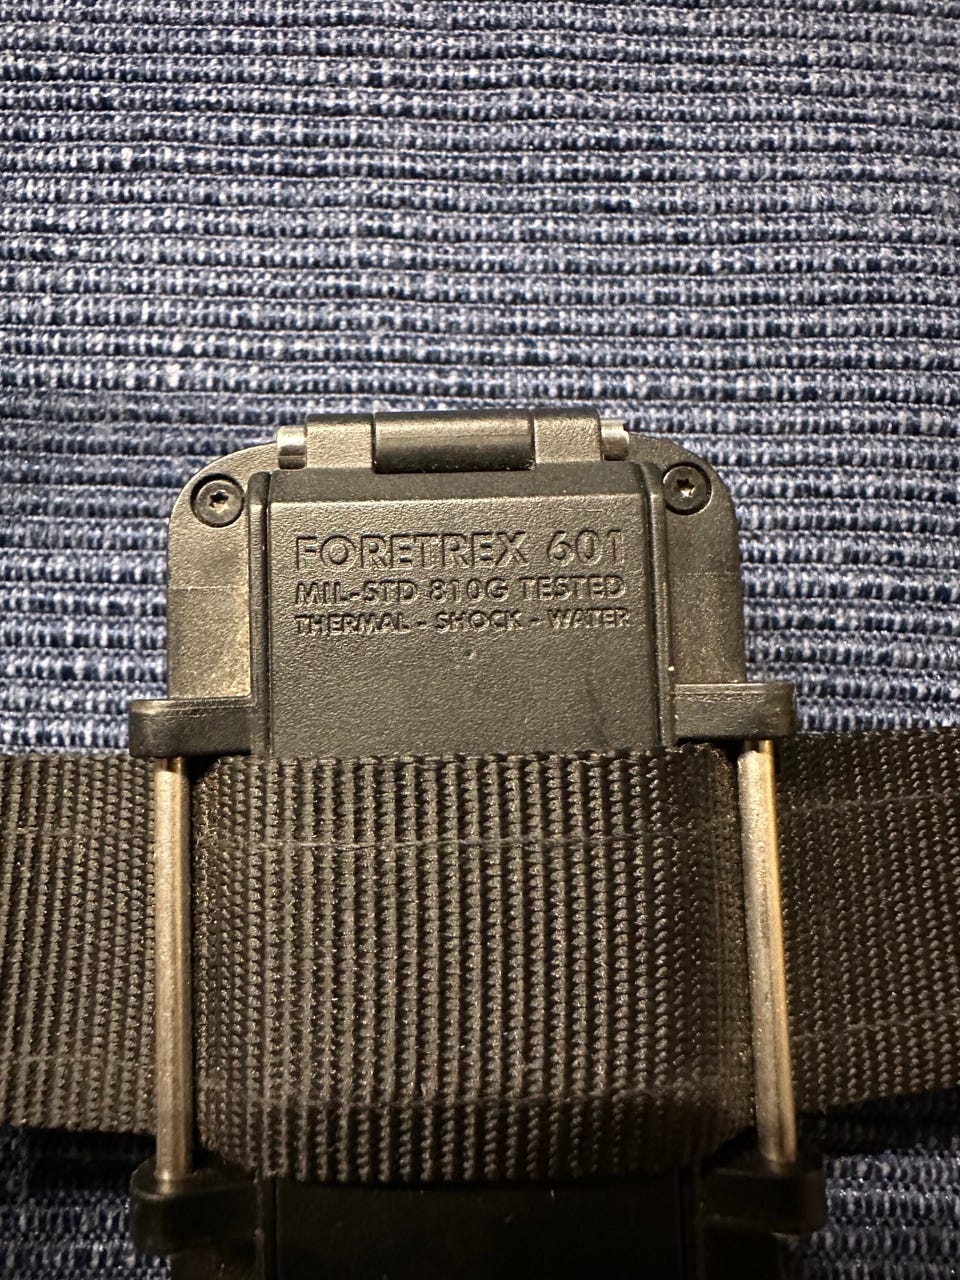 FORETREX 601
MIL-STD 810G TESTED
THERMAL - SHOCK - WATER